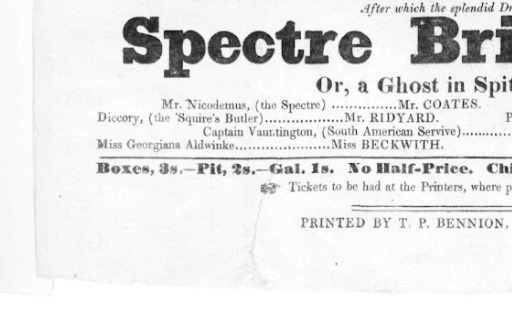 After which the splendid Dr
Spectre Bri
Or, a Ghost in Spit
Mr. Nicodemus, (the Spectre) ..............Mr. COATES.
Diccory, (the 'Squire's Butler)..................Mr. RIDYARD. P
Captain Vauntington, (South American Servive)............
Miss Georgiana Aldwinke......................Miss BECKWITH.
Boxes, 3s.—Pit, 2s.—Gal. 1s. No Half-Price. Chi
☞ Tickets to be had at the Printers, where p
PRINTED BY T. P. BENNION,